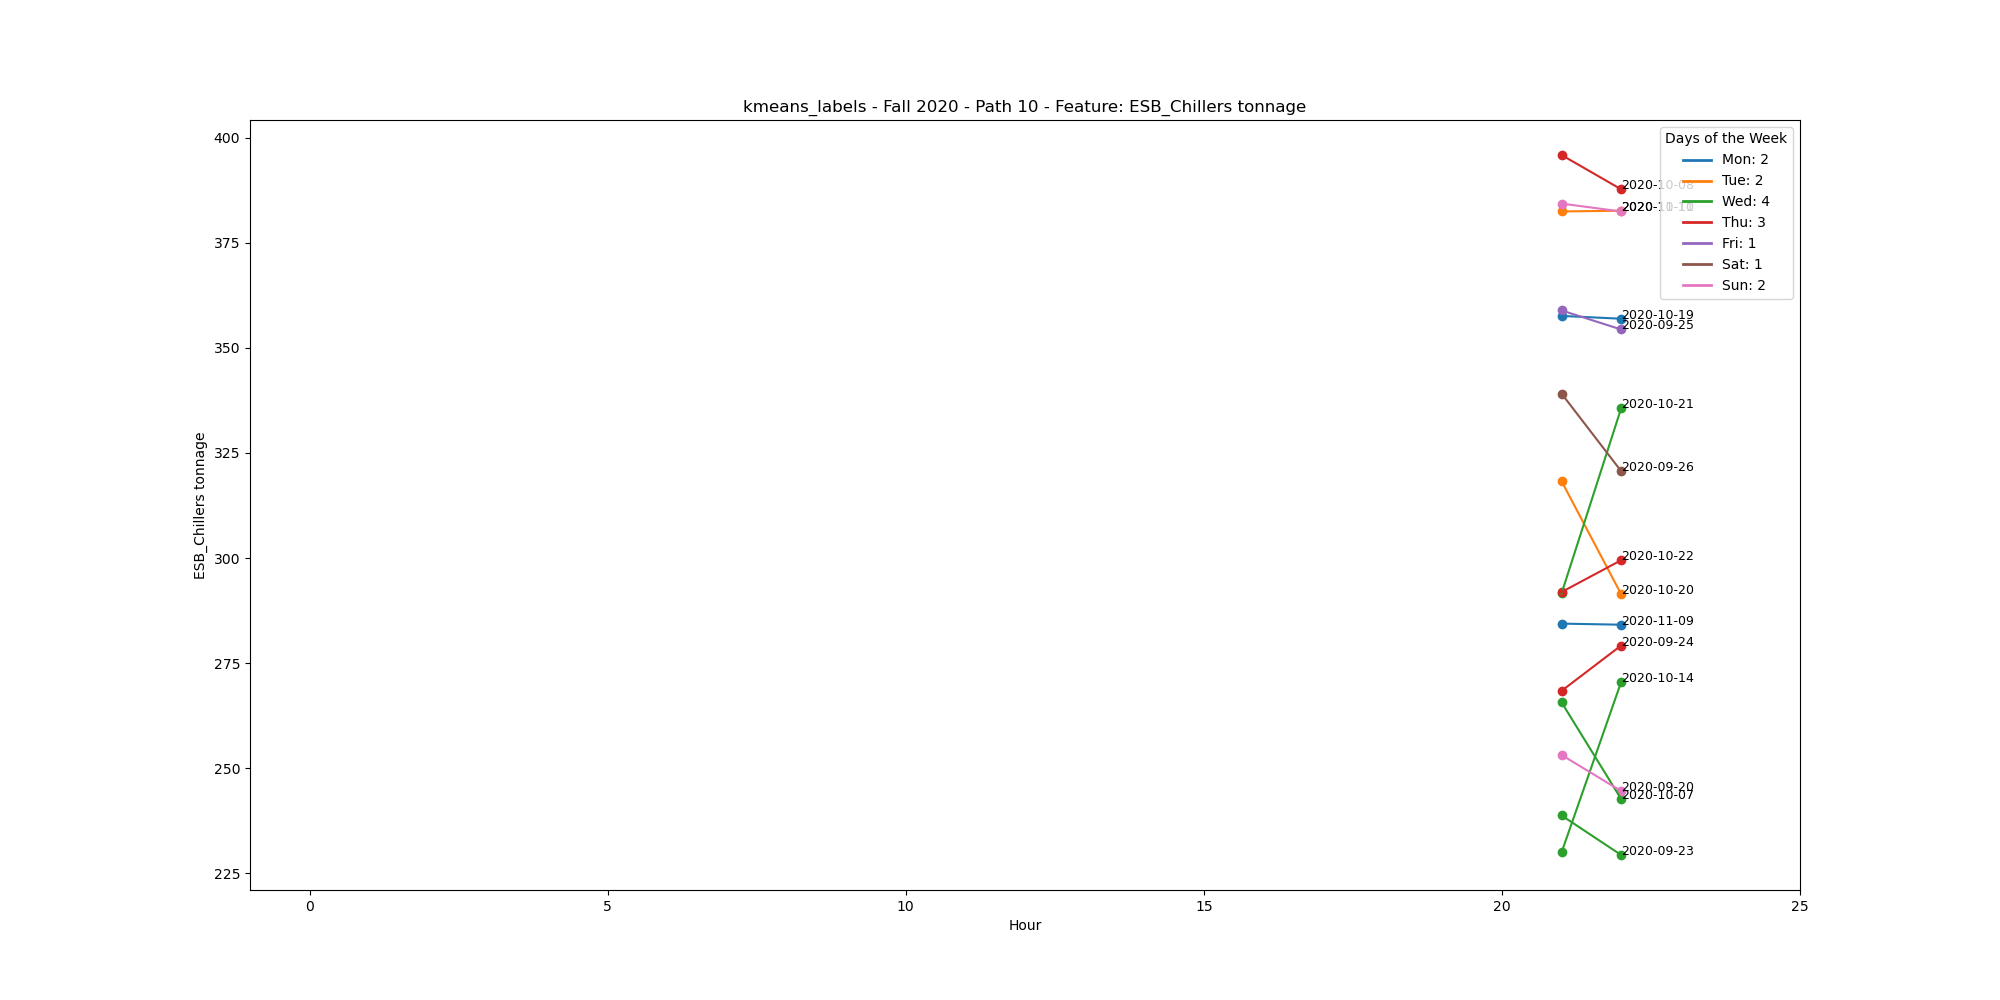 kmeans_labels - Fall 2020 - Path 10 - Feature: ESB_Chillers tonnage
400
375
350
325
300
275
250
225
ESB_Chillers tonnage
0
5
10
15
20
25
Hour
Days of the Week
Mon: 2
Tue: 2
Wed: 4
Thu: 3
Fri: 1
Sat: 1
Sun: 2
2020-10-08
2020-10-19
2020-09-25
2020-10-21
2020-09-26
2020-10-22
2020-10-20
2020-11-09
2020-09-24
2020-10-14
2020-09-20
2020-10-07
2020-09-23